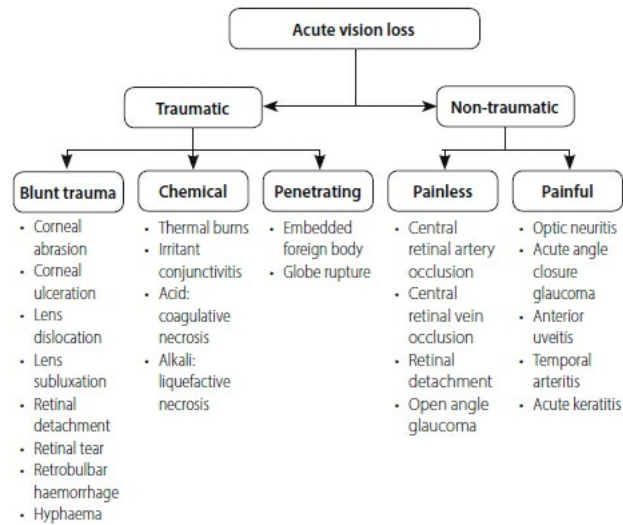 Acute vision loss
Traumatic
Non-traumatic
Blunt trauma
• Corneal
abrasion
• Corneal
ulceration
• Lens
dislocation
• Lens
subluxation
• Retinal
detachment
• Retinal tear
• Retrobulbar
haemorrhage
• Hyphaema
Chemical
• Thermal burns
• Irritant
conjunctivitis
• Acid:
coagulative
necrosis
• Alkali:
liquefactive
necrosis
Penetrating
• Embedded
foreign body
• Globe rupture
Painless
• Central
retinal artery
occlusion
• Central
retinal vein
occlusion
• Retinal
detachment
• Open angle
glaucoma
Painful
• Optic neuritis
• Acute angle
closure
glaucoma
• Anterior
uveitis
• Temporal
arteritis
• Acute keratitis